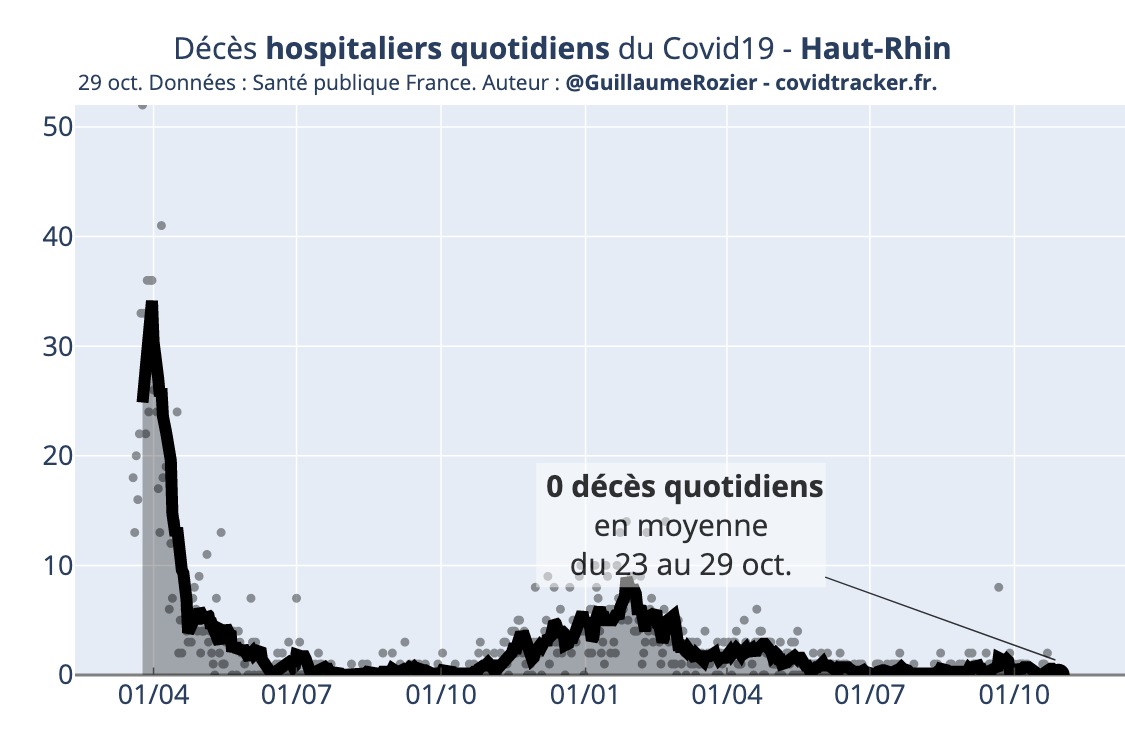 Décès hospitaliers quotidiens du Covid19 - Haut-Rhin
29 oct. Données : Santé publique France. Auteur : @GuillaumeRozier - covidtracker.fr.
50
40
30
20
10
0
0 décès quotidiens
en moyenne
du 23 au 29 oct.
01/04 01/07 01/10 01/01 01/04 01/07 01/10